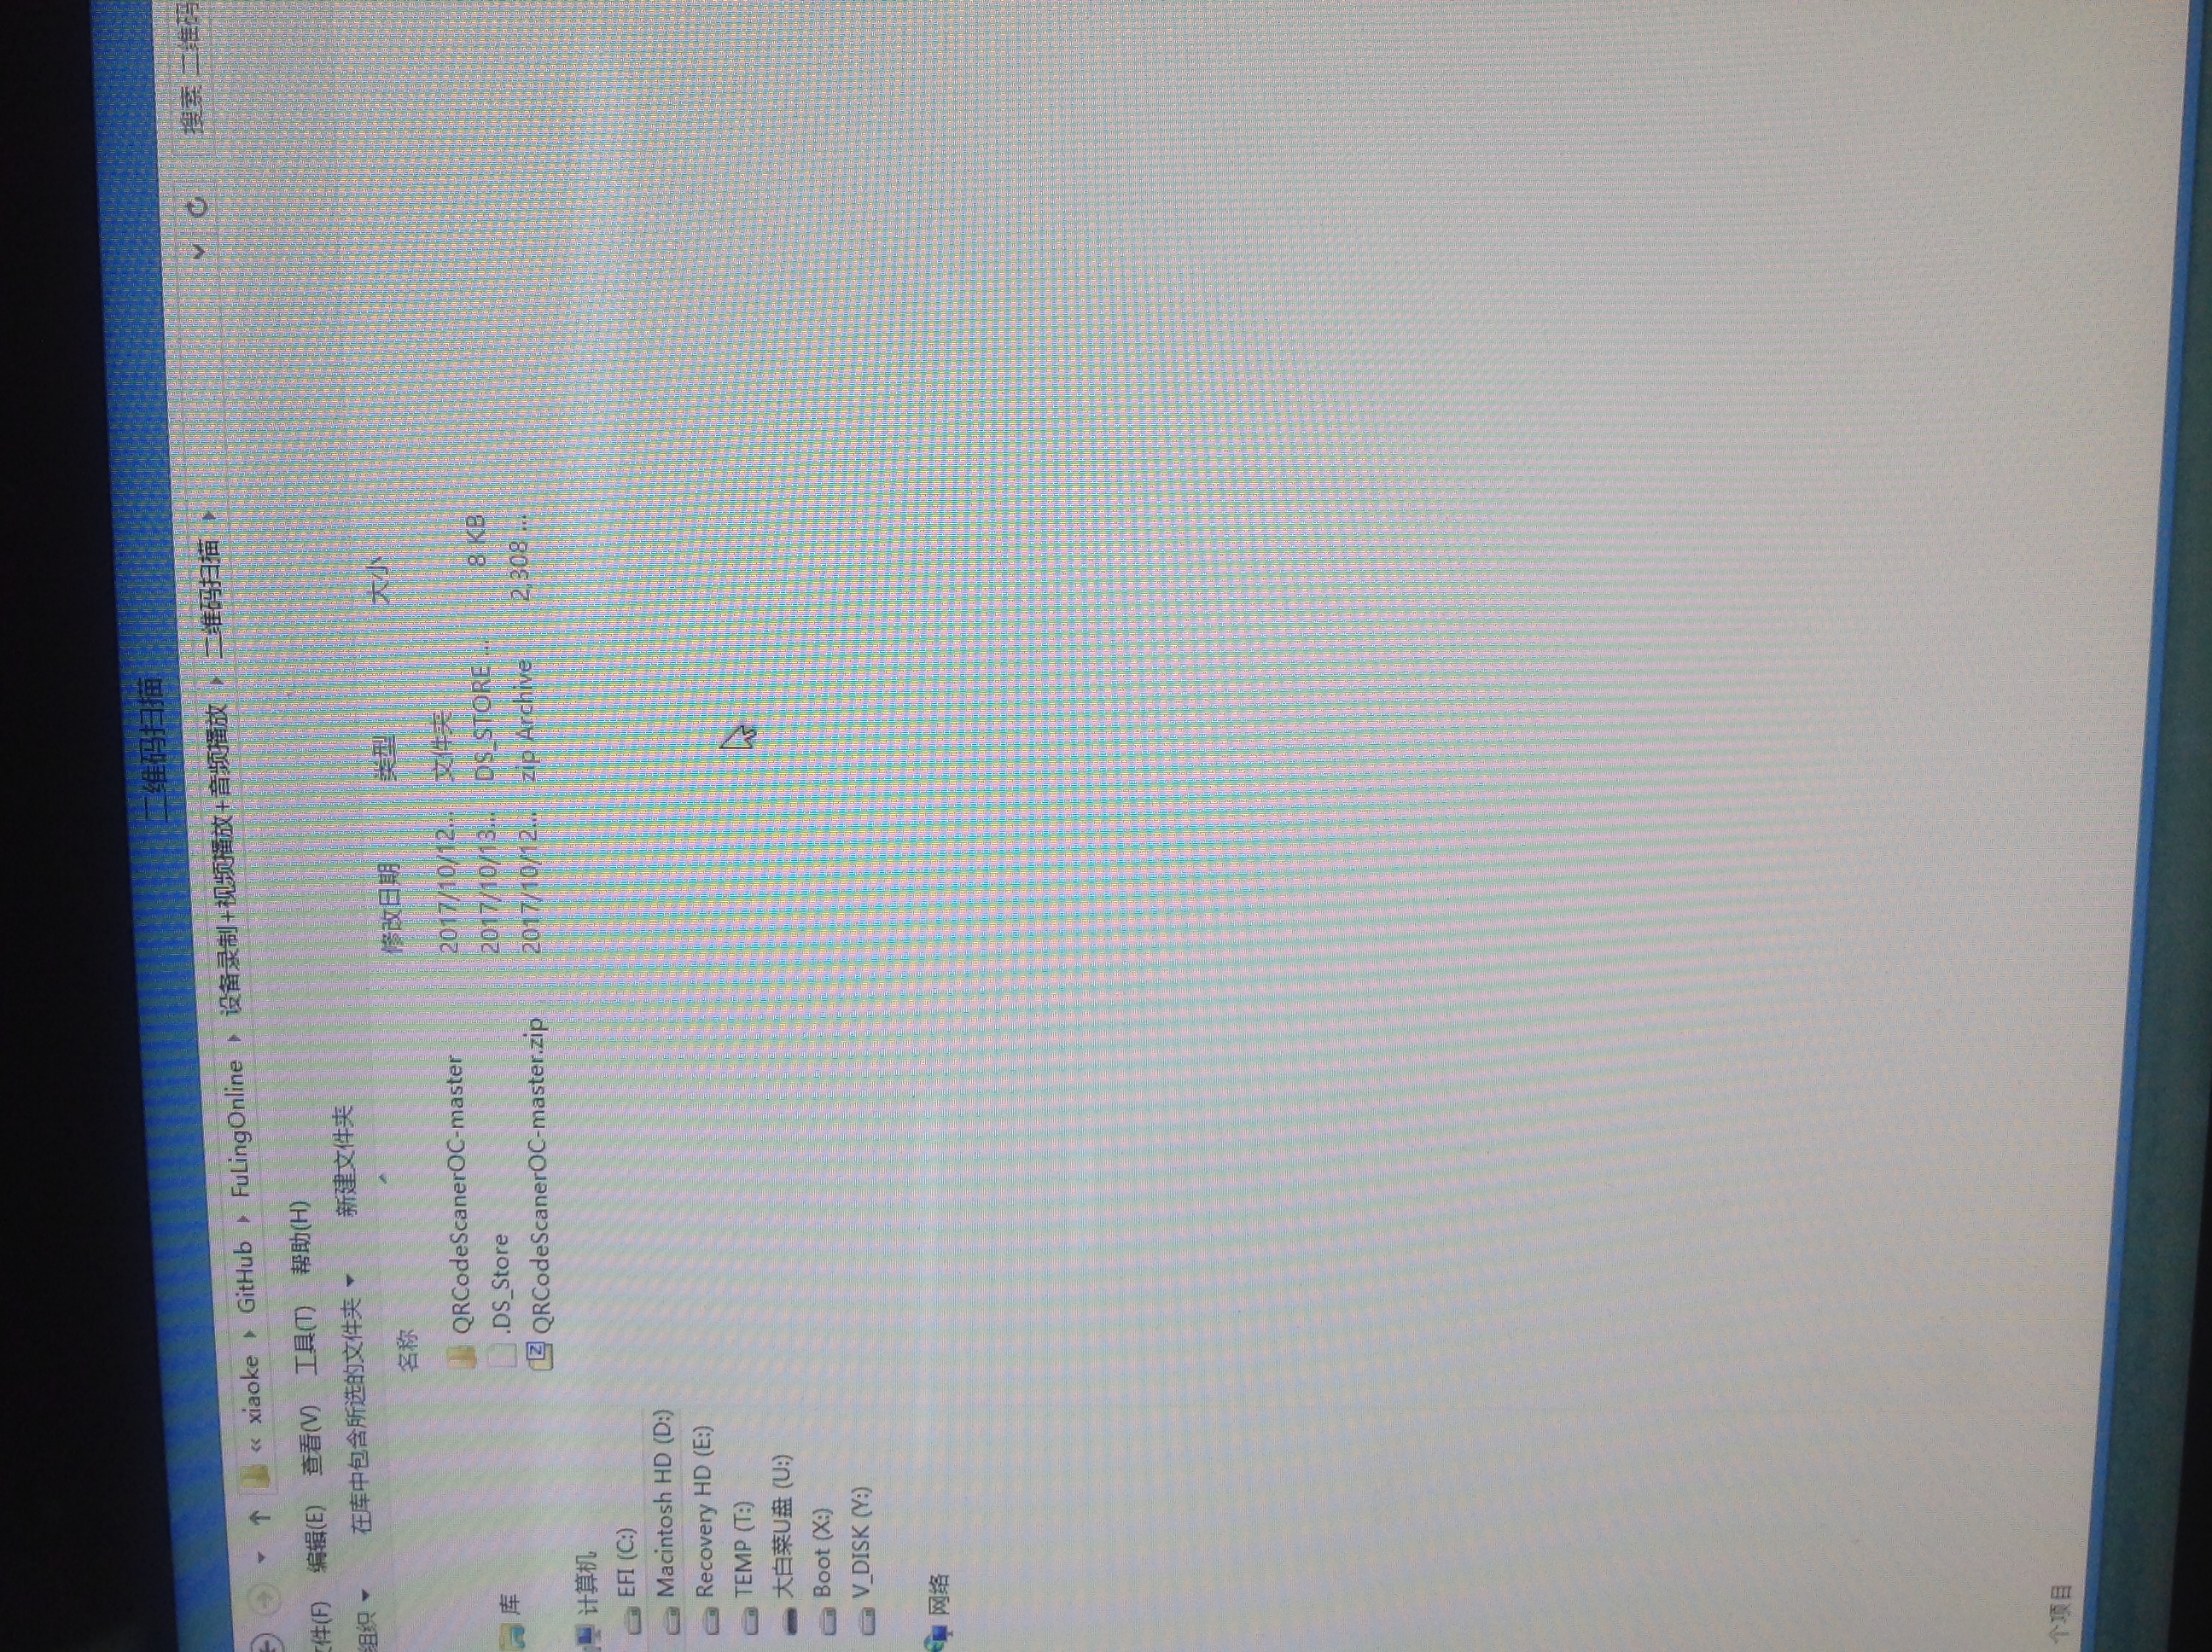 二维码扫描
« xiaoke GitHub FuLingOnline 设备录制+视频播放+音频播放 二维码扫描
搜索 二维码
件(F) 编辑(E) 查看(V) 工具(T) 帮助(H)
组织 在库中包含所选的文件夹 新建文件夹
名称 修改日期 类型 大小
QRCodeScanerOC-master 2017/10/12... 文件夹
.DS_Store 2017/10/13... DS_STORE ... 8 KB
QRCodeScanerOC-master.zip 2017/10/12... zip Archive 2,308 ...
库
计算机
EFI (C:)
Macintosh HD (D:)
Recovery HD (E:)
TEMP (T:)
大白菜U盘 (U:)
Boot (X:)
V_DISK (Y:)
网络
个项目